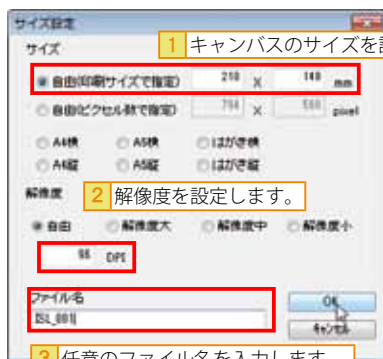 サイズ設定
サイズ
1 キャンバスのサイズを
自由(印刷サイズで指定) 210 X 148 mm
自由(ピクセル数で指定) 794 X 560 pixel
A4横 A5横 はがき横
A4縦 A5縦 はがき縦
解像度
2 解像度を設定します。
自由 解像度大 解像度中 解像度小
96 DPI
ファイル名
ISL_001
OK
キャンセル
3 任意のファイル名を入力します。